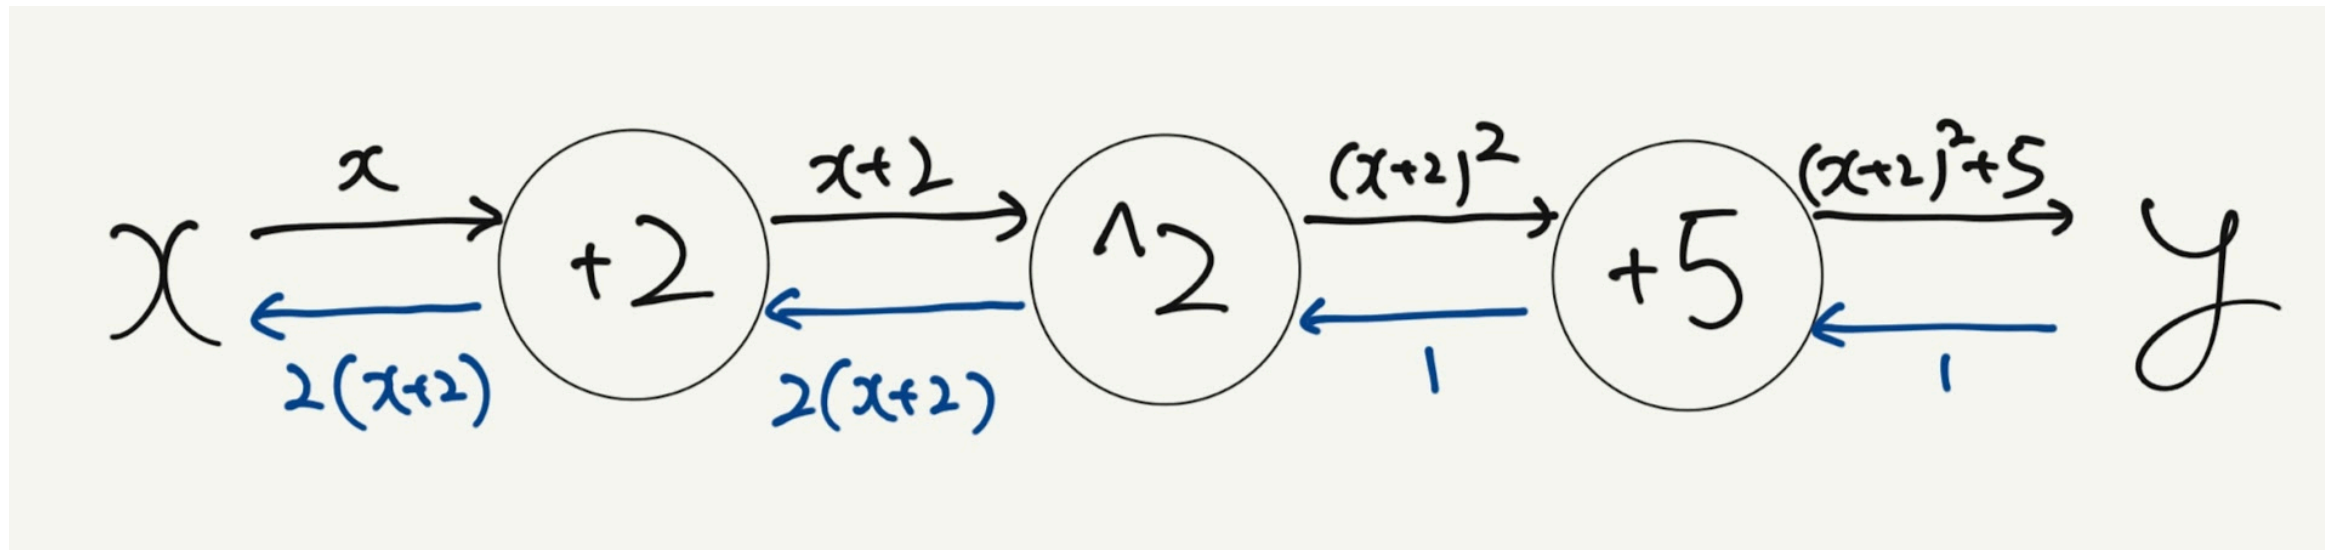 x x+2 (x+2)^2 (x+2)^2+5
x +2 ^2 +5 y
2(x+2) 2(x+2) 1 1